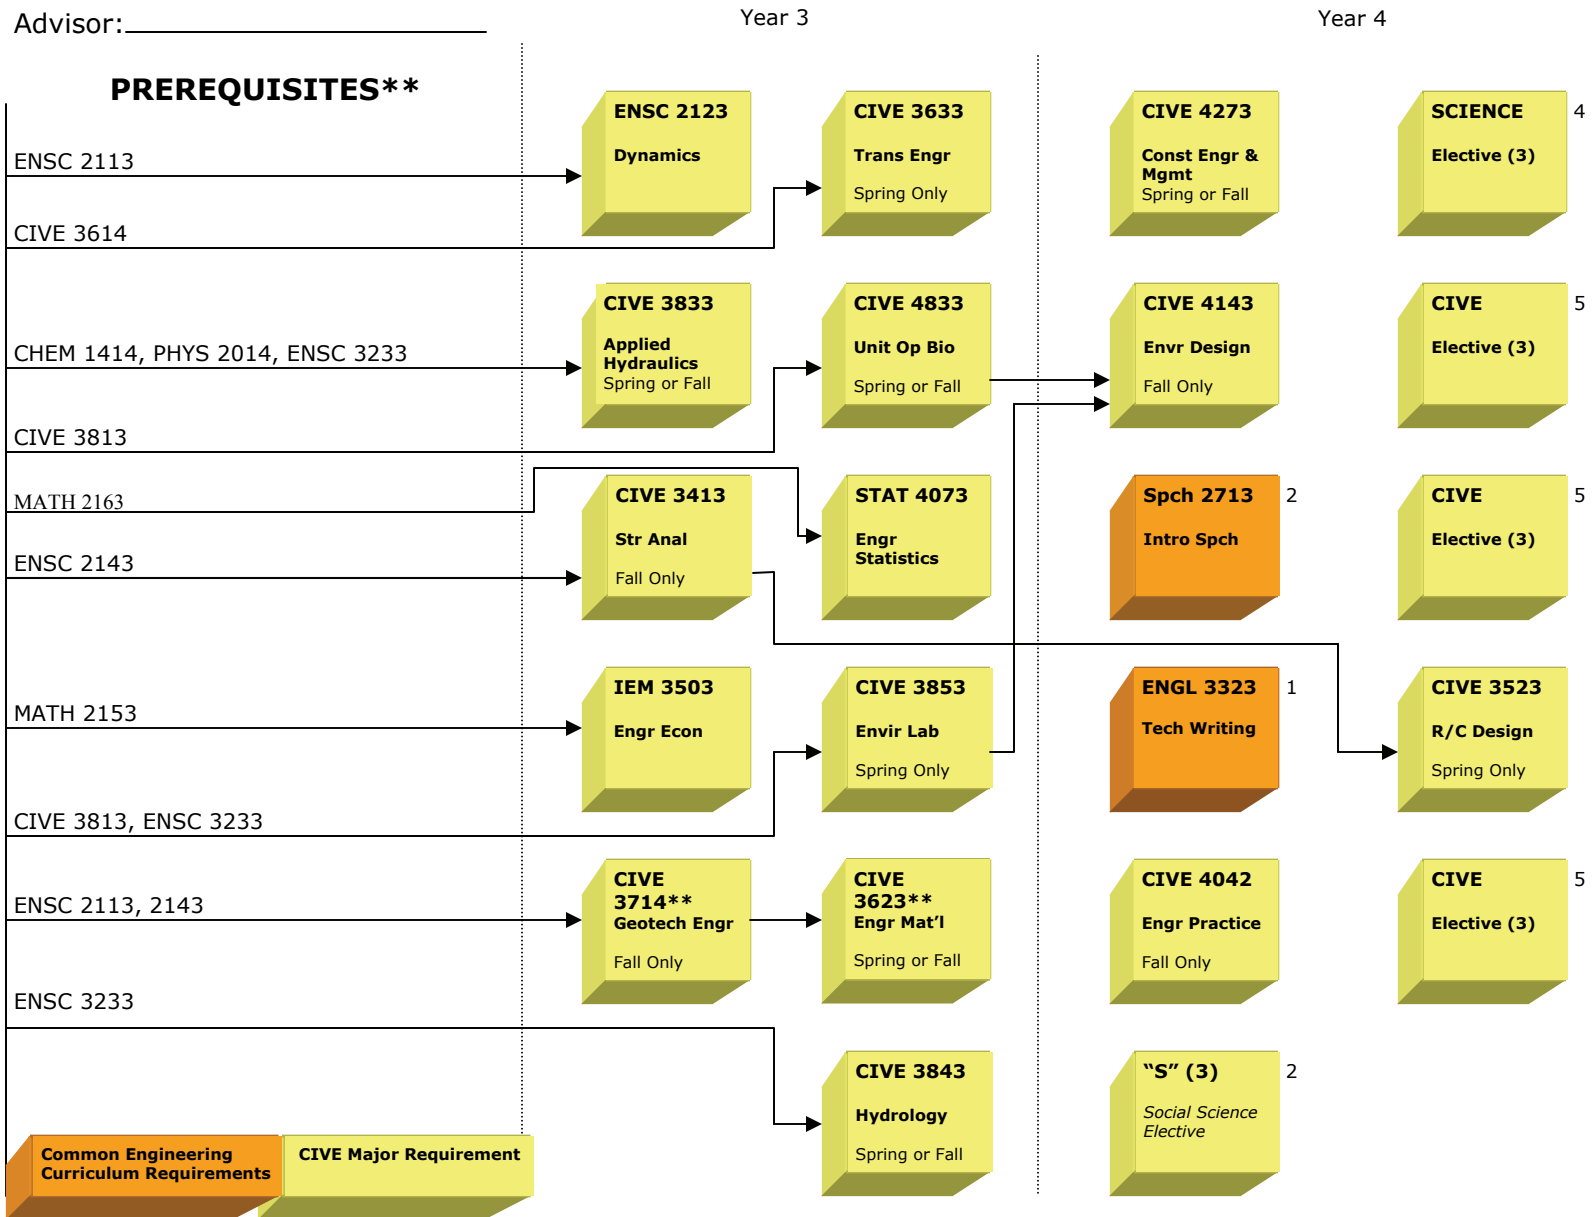 Advisor:
Year 3
Year 4
PREREQUISITES**
ENSC 2113
CIVE 3614
CHEM 1414, PHYS 2014, ENSC 3233
CIVE 3813
MATH 2163
ENSC 2143
MATH 2153
CIVE 3813, ENSC 3233
ENSC 2113, 2143
ENSC 3233
ENSC 2123
Dynamics
CIVE 3633
Trans Engr
Spring Only
CIVE 4273
Const Engr &
Mgmt
Spring or Fall
SCIENCE
Elective (3)
4
CIVE 3833
Applied
Hydraulics
Spring or Fall
CIVE 4833
Unit Op Bio
Spring or Fall
CIVE 4143
Envr Design
Fall Only
CIVE
Elective (3)
5
CIVE 3413
Str Anal
Fall Only
STAT 4073
Engr
Statistics
Spch 2713
Intro Spch
2
CIVE
Elective (3)
5
IEM 3503
Engr Econ
CIVE 3853
Envir Lab
Spring Only
ENGL 3323
Tech Writing
1
CIVE 3523
R/C Design
Spring Only
CIVE
3714**
Geotech Engr
Fall Only
CIVE
3623**
Engr Mat’l
Spring or Fall
CIVE 4042
Engr Practice
Fall Only
CIVE
Elective (3)
5
CIVE 3843
Hydrology
Spring or Fall
“S” (3)
Social Science
Elective
2
Common Engineering
Curriculum Requirements
CIVE Major Requirement